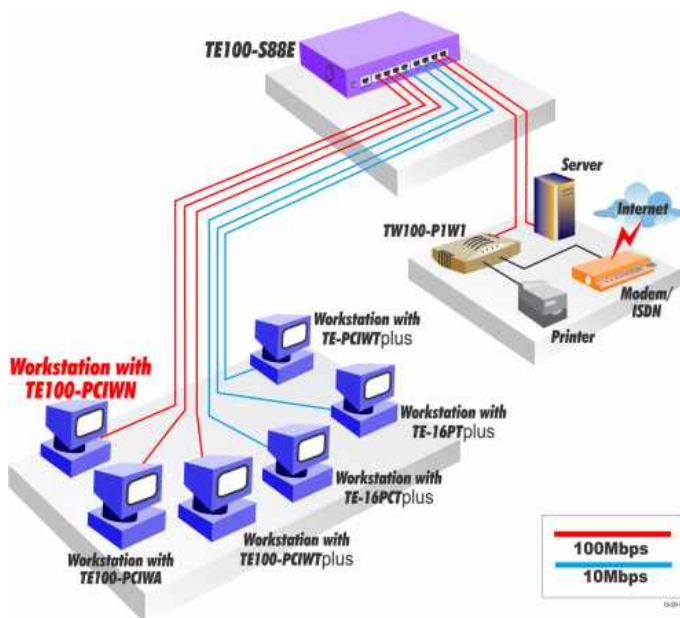 TE100-S88E
Server
Internet
TW100-P1W1
Modem/
ISDN
Printer
Workstation with
TE-PCIWTplus
Workstation with
TE100-PCIWN
Workstation with
TE-16PTplus
Workstation with
TE-16PCTplus
Workstation with
TE100-PCIWTplus
Workstation with
TE100-PCIWA
100Mbps
10Mbps